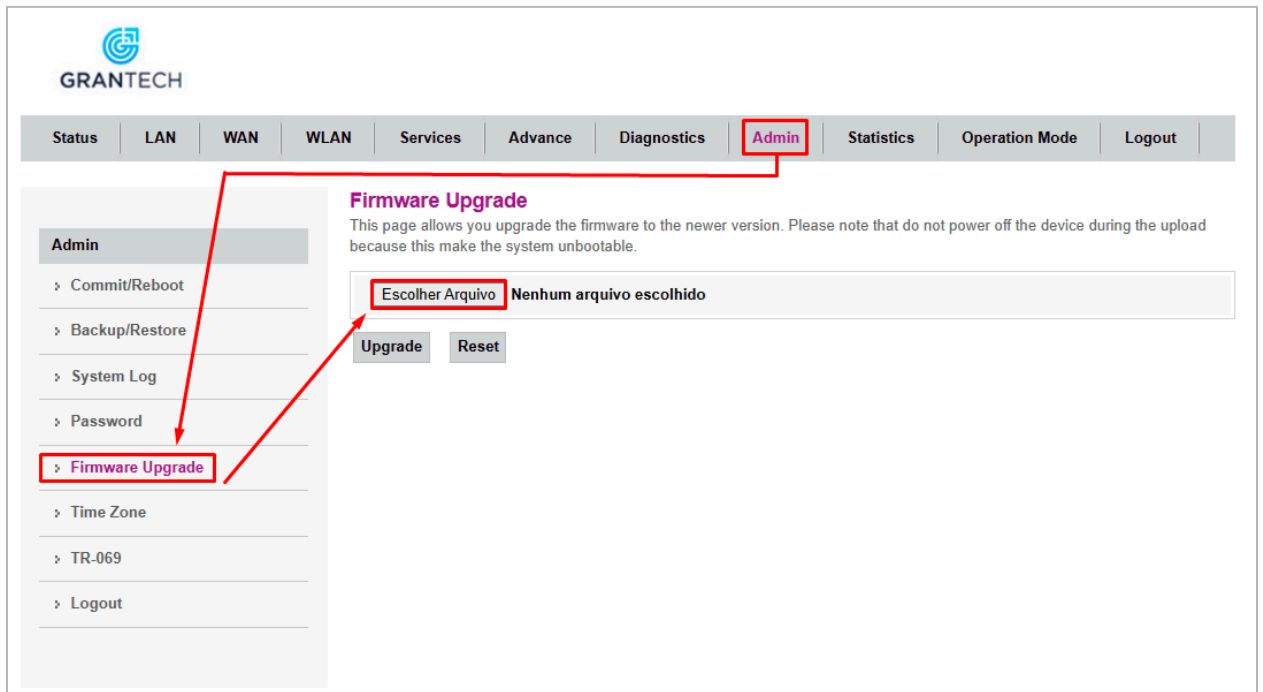 GRANTECH
Status LAN WAN WLAN Services Advance Diagnostics Admin Statistics Operation Mode Logout
Admin
Commit/Reboot
Backup/Restore
System Log
Password
Firmware Upgrade
Time Zone
TR-069
Logout
Firmware Upgrade
This page allows you upgrade the firmware to the newer version. Please note that do not power off the device during the upload
because this make the system unbootable.
Escolher Arquivo Nenhum arquivo escolhido
Upgrade Reset